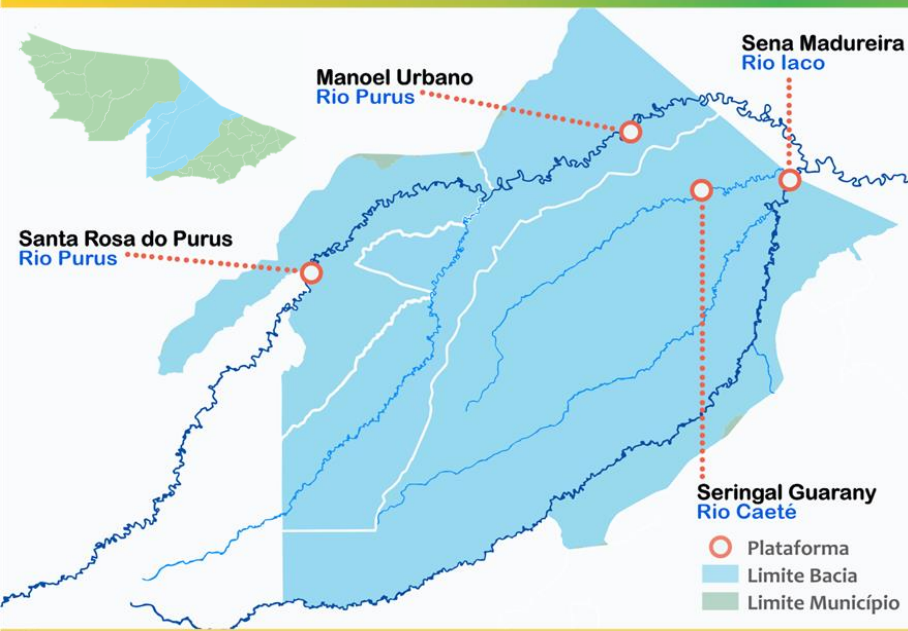 Sena Madureira
Rio Iaco
Manoel Urbano
Rio Purus
Santa Rosa do Purus
Rio Purus
Seringal Guarany
Rio Caeté
Plataforma
Limite Bacia
Limite Município